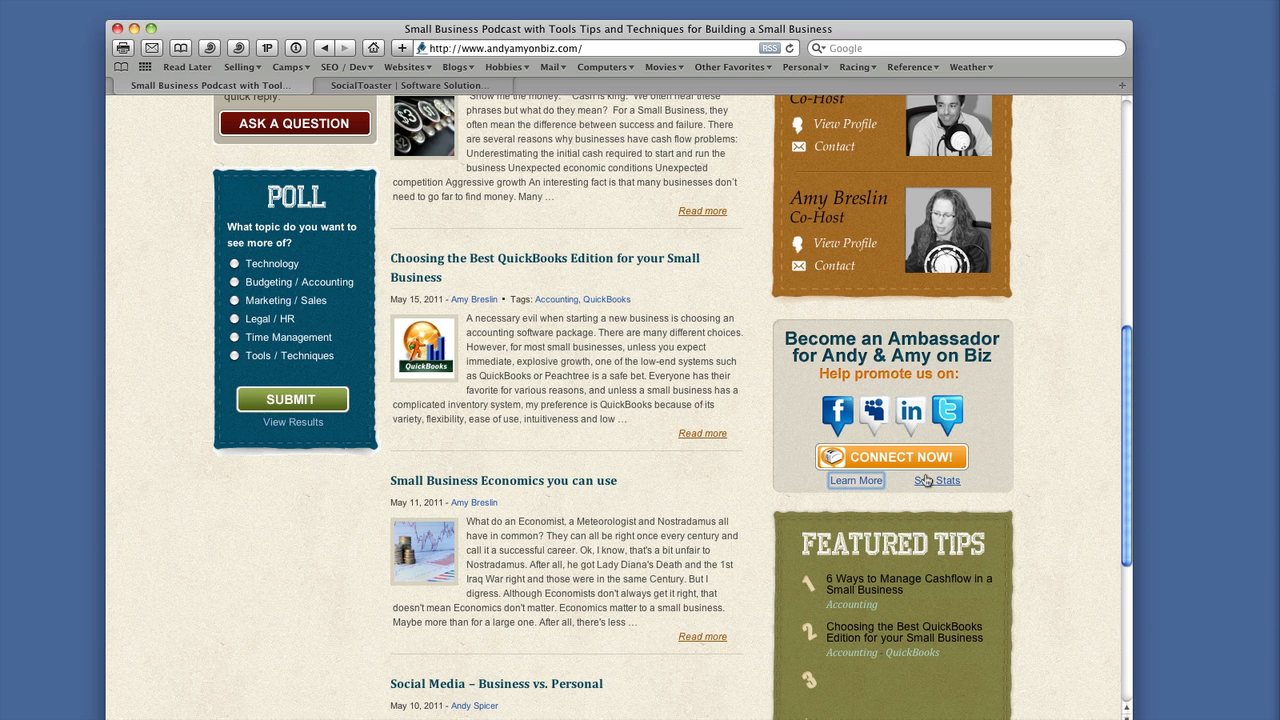 Small Business Podcast with Tools Tips and Techniques for Building a Small Business
1P
http://www.andyamyonbiz.com/
RSS
Google
Read Later
Selling
Camps
SEO / Dev
Websites
Blogs
Hobbies
Mail
Computers
Movies
Other Favorites
Personal
Racing
Reference
Weather
Small Business Podcast with Tool...
SocialToaster | Software Solution...
quick reply.
ASK A QUESTION
POLL
What topic do you want to
see more of?
Technology
Budgeting / Accounting
Marketing / Sales
Legal / HR
Time Management
Tools / Techniques
SUBMIT
View Results
"Show me the money." "Cash is king." We often hear these
phrases but what do they mean? For a Small Business, they
often mean the difference between success and failure. There
are several reasons why businesses have cash flow problems:
Underestimating the initial cash required to start and run the
business Unexpected economic conditions Unexpected
competition Aggressive growth An interesting fact is that many businesses don't
need to go far to find money. Many ...
Read more
Choosing the Best QuickBooks Edition for your Small
Business
May 15, 2011 - Amy Breslin • Tags: Accounting, QuickBooks
QuickBooks
A necessary evil when starting a new business is choosing an
accounting software package. There are many different choices.
However, for most small businesses, unless you expect
immediate, explosive growth, one of the low-end systems such
as QuickBooks or Peachtree is a safe bet. Everyone has their
favorite for various reasons, and unless a small business has a
complicated inventory system, my preference is QuickBooks because of its
variety, flexibility, ease of use, intuitiveness and low ...
Read more
Small Business Economics you can use
May 11, 2011 - Amy Breslin
What do an Economist, a Meteorologist and Nostradamus all
have in common? They can all be right once every century and
call it a successful career. Ok, I know, that's a bit unfair to
Nostradamus. After all, he got Lady Diana's Death and the 1st
Iraq War right and those were in the same Century. But I
digress. Although Economists don't always get it right, that
doesn't mean Economics don't matter. Economics matter to a small business.
Maybe more than for a large one. After all, there's less ...
Read more
Social Media – Business vs. Personal
May 10, 2011 - Andy Spicer
Co-Host
View Profile
Contact
Amy Breslin
Co-Host
View Profile
Contact
Become an Ambassador
for Andy & Amy on Biz
Help promote us on:
CONNECT NOW!
Learn More
Stats
FEATURED TIPS
1
6 Ways to Manage Cashflow in a
Small Business
Accounting
2
Choosing the Best QuickBooks
Edition for your Small Business
Accounting QuickBooks
3